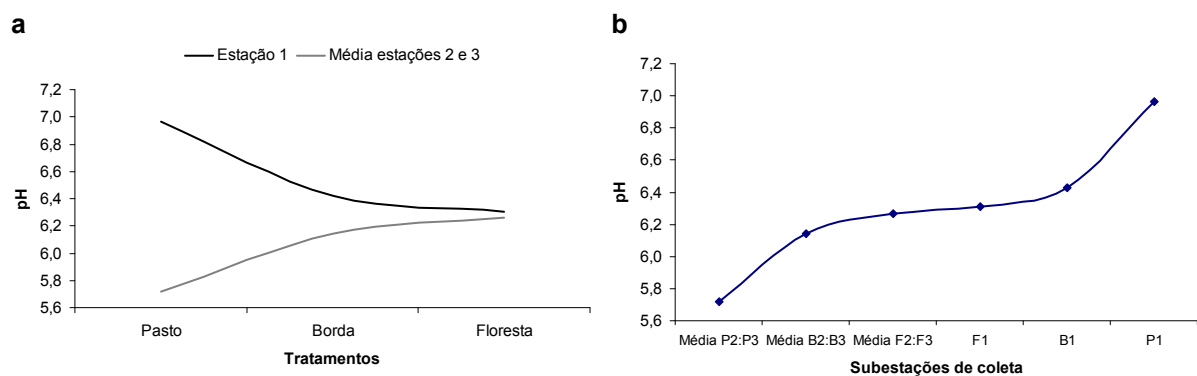 a
Estação 1
Média estações 2 e 3
7,2
7,0
6,8
6,6
6,4
6,2
6,0
5,8
5,6
pH
Pasto
Borda
Floresta
Tratamentos
b
7,2
7,0
6,8
6,6
6,4
6,2
6,0
5,8
5,6
pH
Média P2:P3
Média B2:B3
Média F2:F3
F1
B1
P1
Subestações de coleta